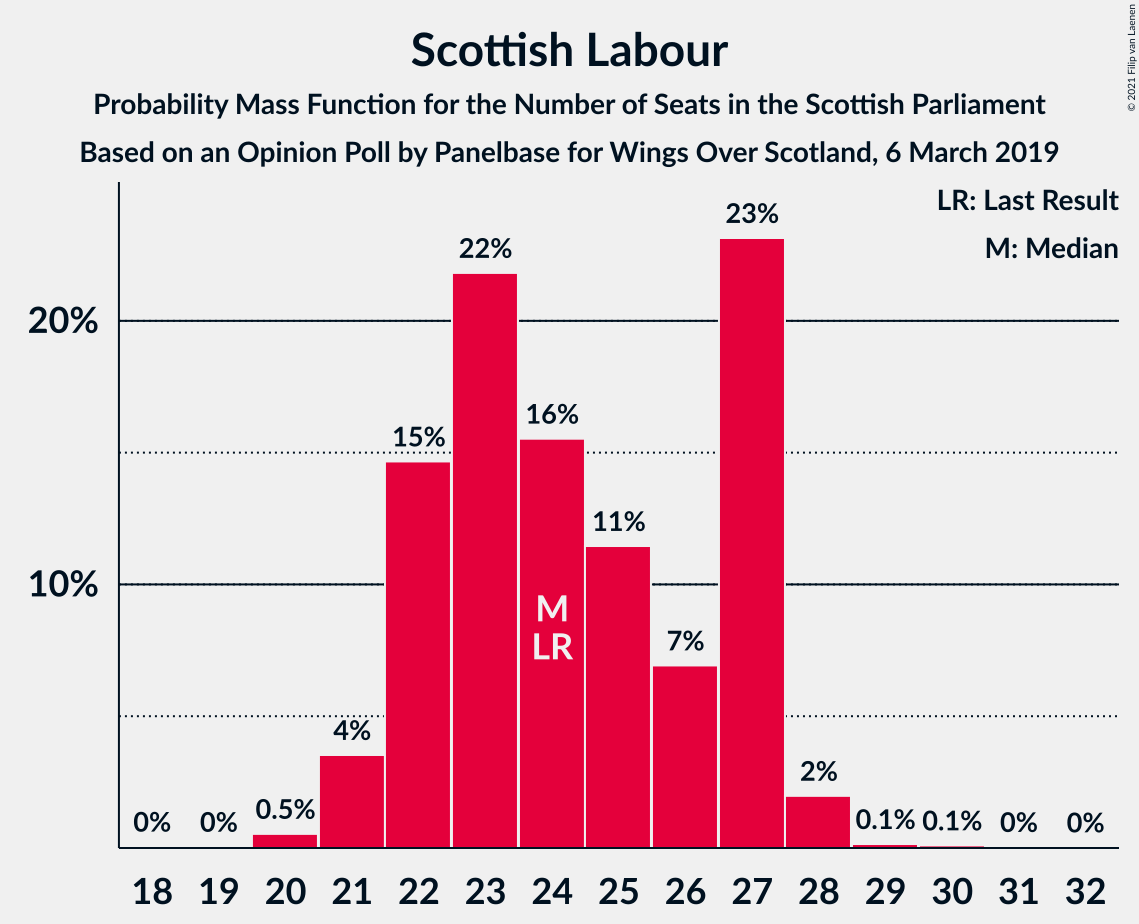 Scottish Labour
Probability Mass Function for the Number of Seats in the Scottish Parliament
Based on an Opinion Poll by Panelbase for Wings Over Scotland, 6 March 2019
© 2021 Filip van Laenen
LR: Last Result
M: Median
20%
10%
0%
0%
0.5%
4%
15%
22%
16%
11%
7%
23%
2%
0.1%
0.1%
0%
0%
M
LR
18 19 20 21 22 23 24 25 26 27 28 29 30 31 32